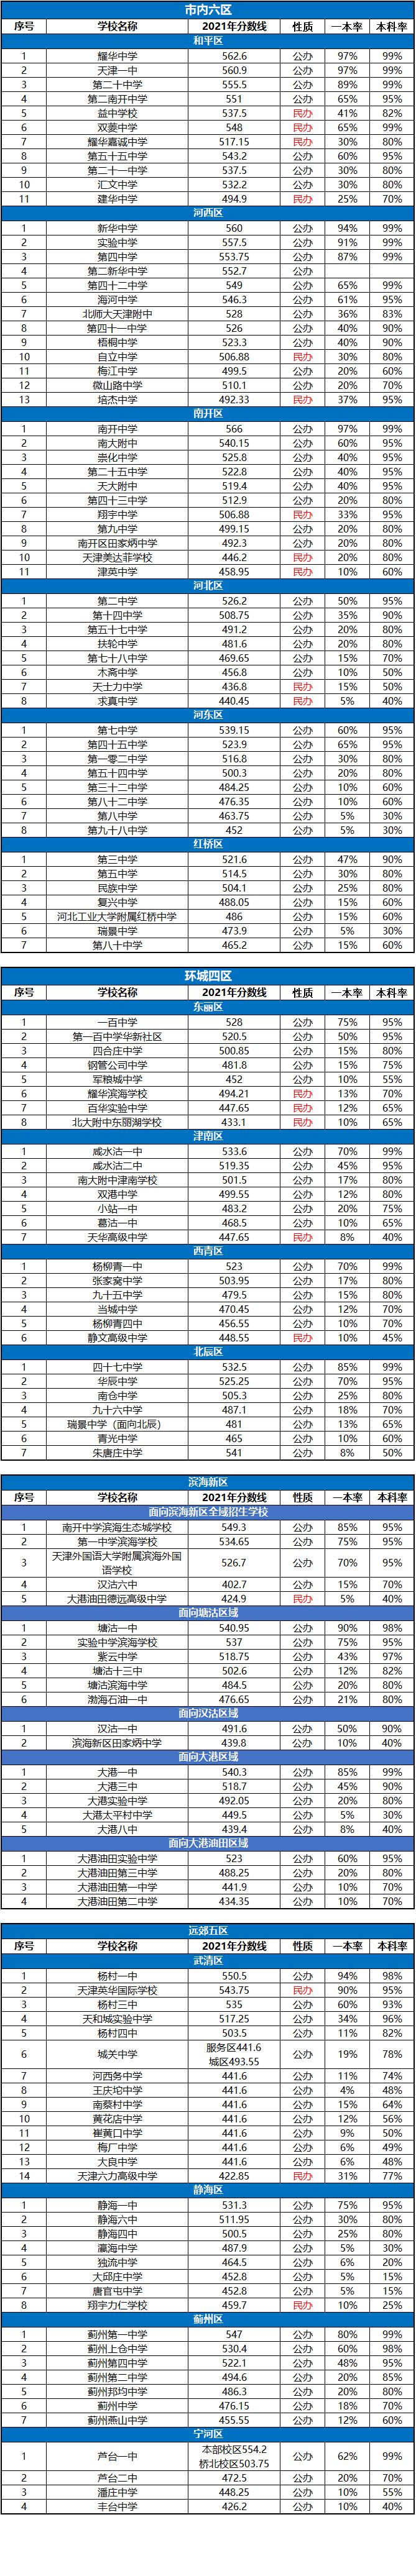 市内六区
序号 学校名称 2021年分数线 性质 一本率 本科率
和平区
1 耀华中学 562.6 公办 97% 99%
2 天津一中 560.9 公办 97% 99%
3 第二十中学 555.5 公办 89% 99%
4 第二南开中学 551 公办 65% 95%
5 益中学校 537.5 民办 41% 82%
6 双菱中学 548 民办 65% 99%
7 耀华嘉诚中学 517.15 民办 30% 80%
8 第五十五中学 543.2 公办 60% 95%
9 第二十一中学 537.5 公办 30% 80%
10 汇文中学 532.2 公办 30% 80%
11 建华中学 494.9 民办 25% 70%
河西区
1 新华中学 560 公办 94% 99%
2 实验中学 557.5 公办 91% 99%
3 第四中学 553.75 公办 87% 99%
4 第二新华中学 552.7 公办
5 第四十二中学 549 公办 65% 99%
6 海河中学 546.3 公办 61% 95%
7 北师大天津附中 528 公办 36% 83%
8 第四十一中学 526 公办 40% 90%
9 梧桐中学 523.3 公办 40% 90%
10 自立中学 506.88 民办 30% 80%
11 梅江中学 499.5 公办 20% 60%
12 微山路中学 510.1 公办 20% 70%
13 培杰中学 492.33 民办 37% 95%
南开区
1 南开中学 566 公办 97% 99%
2 南大附中 540.15 公办 60% 95%
3 崇化中学 525.8 公办 40% 95%
4 第二十五中学 522.8 公办 40% 95%
5 天大附中 519.4 公办 40% 95%
6 第四十三中学 512.9 公办 20% 80%
7 翔宇中学 506.88 民办 33% 95%
8 第九中学 499.15 公办 20% 80%
9 南开区田家炳中学 492.3 公办 20% 80%
10 天津美达菲学校 446.2 民办 20% 80%
11 津英中学 458.95 民办 10% 60%
河北区
1 第二中学 526.2 公办 50% 95%
2 第十四中学 508.75 公办 35% 90%
3 第五十七中学 491.2 公办 20% 80%
4 扶轮中学 481.6 公办 20% 80%
5 第七十八中学 469.65 公办 15% 70%
6 木斋中学 456.8 公办 10% 50%
7 天士力中学 436.8 民办 15% 50%
8 求真中学 440.45 民办 5% 40%
河东区
1 第七中学 539.15 公办 60% 95%
2 第四十五中学 523.9 公办 65% 95%
3 第一零二中学 516.8 公办 30% 80%
4 第五十四中学 500.3 公办 20% 80%
5 第三十二中学 484.25 公办 10% 60%
6 第八十二中学 476.35 公办 10% 60%
7 第八中学 463.75 公办 5% 30%
8 第九十八中学 452 公办 5% 30%
红桥区
1 第三中学 521.6 公办 47% 90%
2 第五中学 514.5 公办 30% 80%
3 民族中学 504.1 公办 25% 80%
4 复兴中学 488.05 公办 15% 60%
5 河北工业大学附属红桥中学 486 公办 15% 60%
6 瑞景中学 473.9 公办 5% 30%
7 第八十中学 465.2 公办 15% 60%
环城四区
序号 学校名称 2021年分数线 性质 一本率 本科率
东丽区
1 一百中学 528 公办 75% 95%
2 第一百中学华新社区 520.5 公办 50% 95%
3 四合庄中学 500.85 公办 15% 80%
4 钢管公司中学 481.8 公办 15% 75%
5 军粮城中学 452 公办 10% 55%
6 耀华滨海学校 494.21 民办 13% 70%
7 百华实验中学 447.65 民办 12% 65%
8 北大附中东丽湖学校 433.1 民办 10% 65%
津南区
1 咸水沽一中 533.6 公办 70% 99%
2 咸水沽二中 519.35 公办 45% 95%
3 南大附中津南学校 501.5 公办 17% 80%
4 双港中学 499.55 公办 12% 80%
5 小站一中 483.2 公办 20% 75%
6 葛沽一中 468.5 公办 10% 65%
7 天华高级中学 447.65 民办 8% 40%
西青区
1 杨柳青一中 523 公办 70% 99%
2 张家窝中学 503.95 公办 17% 80%
3 九十五中学 479.5 公办 15% 80%
4 当城中学 470.45 公办 12% 70%
5 杨柳青四中 456.55 公办 10% 70%
6 静文高级中学 448.55 民办 10% 45%
北辰区
1 四十七中学 532.5 公办 85% 99%
2 华辰中学 525.25 公办 70% 95%
3 南仓中学 505.3 公办 25% 80%
4 九十六中学 487.1 公办 18% 70%
5 瑞景中学（面向北辰） 481 公办 13% 65%
6 青光中学 465 公办 10% 60%
7 朱唐庄中学 541 公办 8% 50%
滨海新区
序号 学校名称 2021年分数线 性质 一本率 本科率
面向滨海新区全域招生学校
1 南开中学滨海生态城学校 549.3 公办 85% 95%
2 第一中学滨海学校 534.65 公办 75% 95%
3 天津外国语大学附属滨海外国语学校 526.7 公办 70% 95%
4 汉沽六中 402.7 公办 15% 70%
5 大港油田德远高级中学 424.9 民办 5% 40%
面向塘沽区域
1 塘沽一中 540.95 公办 90% 98%
2 实验中学滨海学校 537 公办 75% 95%
3 紫云中学 518.75 公办 43% 97%
4 塘沽十三中 502.6 公办 12% 82%
5 塘沽滨海中学 484.5 公办 20% 80%
6 渤海石油一中 476.65 公办 21% 80%
面向汉沽区域
1 汉沽一中 491.6 公办 50% 90%
2 滨海新区田家炳中学 439.8 公办 10% 40%
面向大港区域
1 大港一中 540.3 公办 85% 99%
2 大港三中 518.7 公办 45% 90%
3 大港实验中学 492.05 公办 20% 80%
4 大港太平村中学 449.5 公办 5% 30%
5 大港八中 439.4 公办 8% 40%
面向大港油田区域
1 大港油田实验中学 523 公办 60% 95%
2 大港油田第三中学 488.25 公办 20% 80%
3 大港油田第一中学 441.9 公办 10% 70%
4 大港油田第二中学 434.35 公办 10% 70%
远郊五区
序号 学校名称 2021年分数线 性质 一本率 本科率
武清区
1 杨村一中 550.5 公办 94% 98%
2 天津英华国际学校 543.75 民办 90% 95%
3 杨村三中 535 公办 60% 93%
4 天和城实验中学 517.25 公办 34% 96%
5 杨村四中 503.5 公办 11% 82%
6 城关中学 服务区441.6 城区493.55 公办 19% 78%
7 河西务中学 441.6 公办 11% 74%
8 王庆坨中学 441.6 公办 4% 48%
9 南蔡村中学 441.6 公办 15% 64%
10 黄花店中学 441.6 公办 12% 56%
11 崔黄口中学 441.6 公办 9% 50%
12 梅厂中学 441.6 公办 6% 49%
13 大良中学 441.6 公办 6% 48%
14 天津六力高级中学 422.85 民办 31% 77%
静海区
1 静海一中 531.3 公办 75% 95%
2 静海六中 511.95 公办 30% 80%
3 静海四中 500.5 公办 25% 80%
4 瀛海中学 487.9 公办 5% 30%
5 独流中学 464.5 公办 6% 20%
6 大邱庄中学 452.8 公办 5% 15%
7 唐官屯中学 452.8 公办 5% 15%
8 翔宇力仁学校 459.7 民办 10% 25%
蓟州区
1 蓟州第一中学 547 公办 80% 99%
2 蓟州上仓中学 530.4 公办 60% 98%
3 蓟州第四中学 522.1 公办 48% 95%
4 蓟州第二中学 494.6 公办 20% 85%
5 蓟州邦均中学 486.3 公办 20% 80%
6 蓟州中学 476.15 公办 18% 70%
7 蓟州燕山中学 455.55 公办 12% 60%
宁河区
1 芦台一中 本部校区554.2 桥北校区503.75 公办 62% 99%
2 芦台二中 472.5 公办 20% 70%
3 潘庄中学 448.25 公办 10% 55%
4 丰台中学 426.2 公办 10% 40%